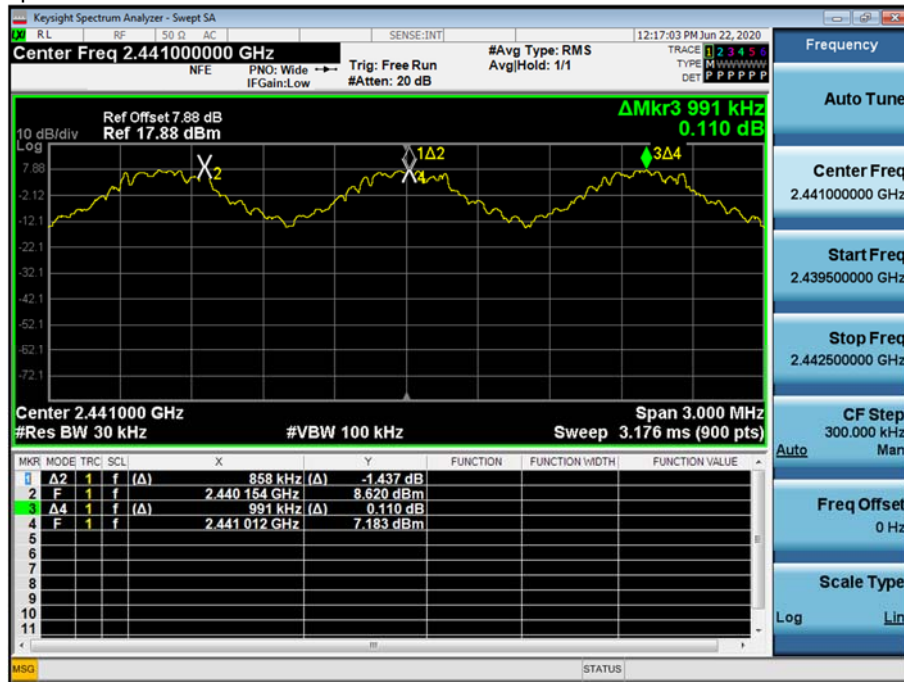 Keysight Spectrum Analyzer - Swept SA
LXI RL RF 50 Ω AC SENSE:INT 12:17:03 PM Jun 22, 2020
Center Freq 2.441000000 GHz
NFE
PNO: Wide
IFGain:Low
Trig: Free Run
#Atten: 20 dB
#Avg Type: RMS
Avg|Hold: 1/1
TRACE 1 2 3 4 5 6
TYPE M WWWWW
DET P P P P P P
ΔMkr3 991 kHz
0.110 dB
Ref Offset 7.88 dB
10 dB/div Ref 17.88 dBm
Log
7.88
-2.12
-12.1
-22.1
-32.1
-42.1
-52.1
-62.1
-72.1
2
1Δ2
4
3Δ4
Center 2.441000 GHz Span 3.000 MHz
#Res BW 30 kHz #VBW 100 kHz Sweep 3.176 ms (900 pts)
MKR MODE TRC SCL X Y FUNCTION FUNCTION WIDTH FUNCTION VALUE
1 Δ2 1 f (Δ) 858 kHz (Δ) -1.437 dB
2 F 1 f 2.440 154 GHz 8.620 dBm
3 Δ4 1 f (Δ) 991 kHz (Δ) 0.110 dB
4 F 1 f 2.441 012 GHz 7.183 dBm
5
6
7
8
9
10
11
MSG STATUS
Frequency
Auto Tune
Center Freq
2.441000000 GHz
Start Freq
2.439500000 GHz
Stop Freq
2.442500000 GHz
CF Step
300.000 kHz
Auto Man
Freq Offset
0 Hz
Scale Type
Log Lin